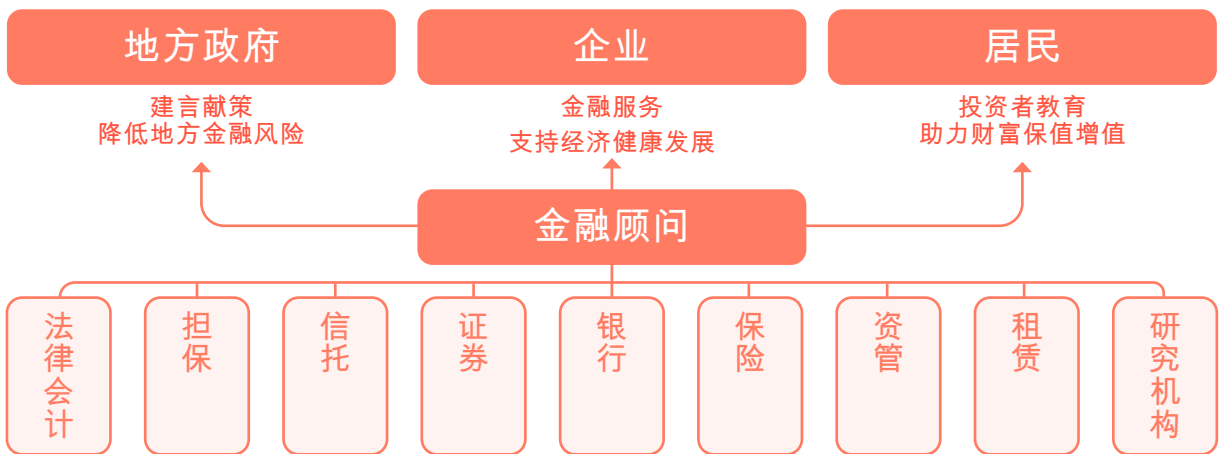 地方政府
企业
居民
建言献策
降低地方金融风险
金融服务
支持经济健康发展
投资者教育
助力财富保值增值
金融顾问
法律会计
担保
信托
证券
银行
保险
资管
租赁
研究机构